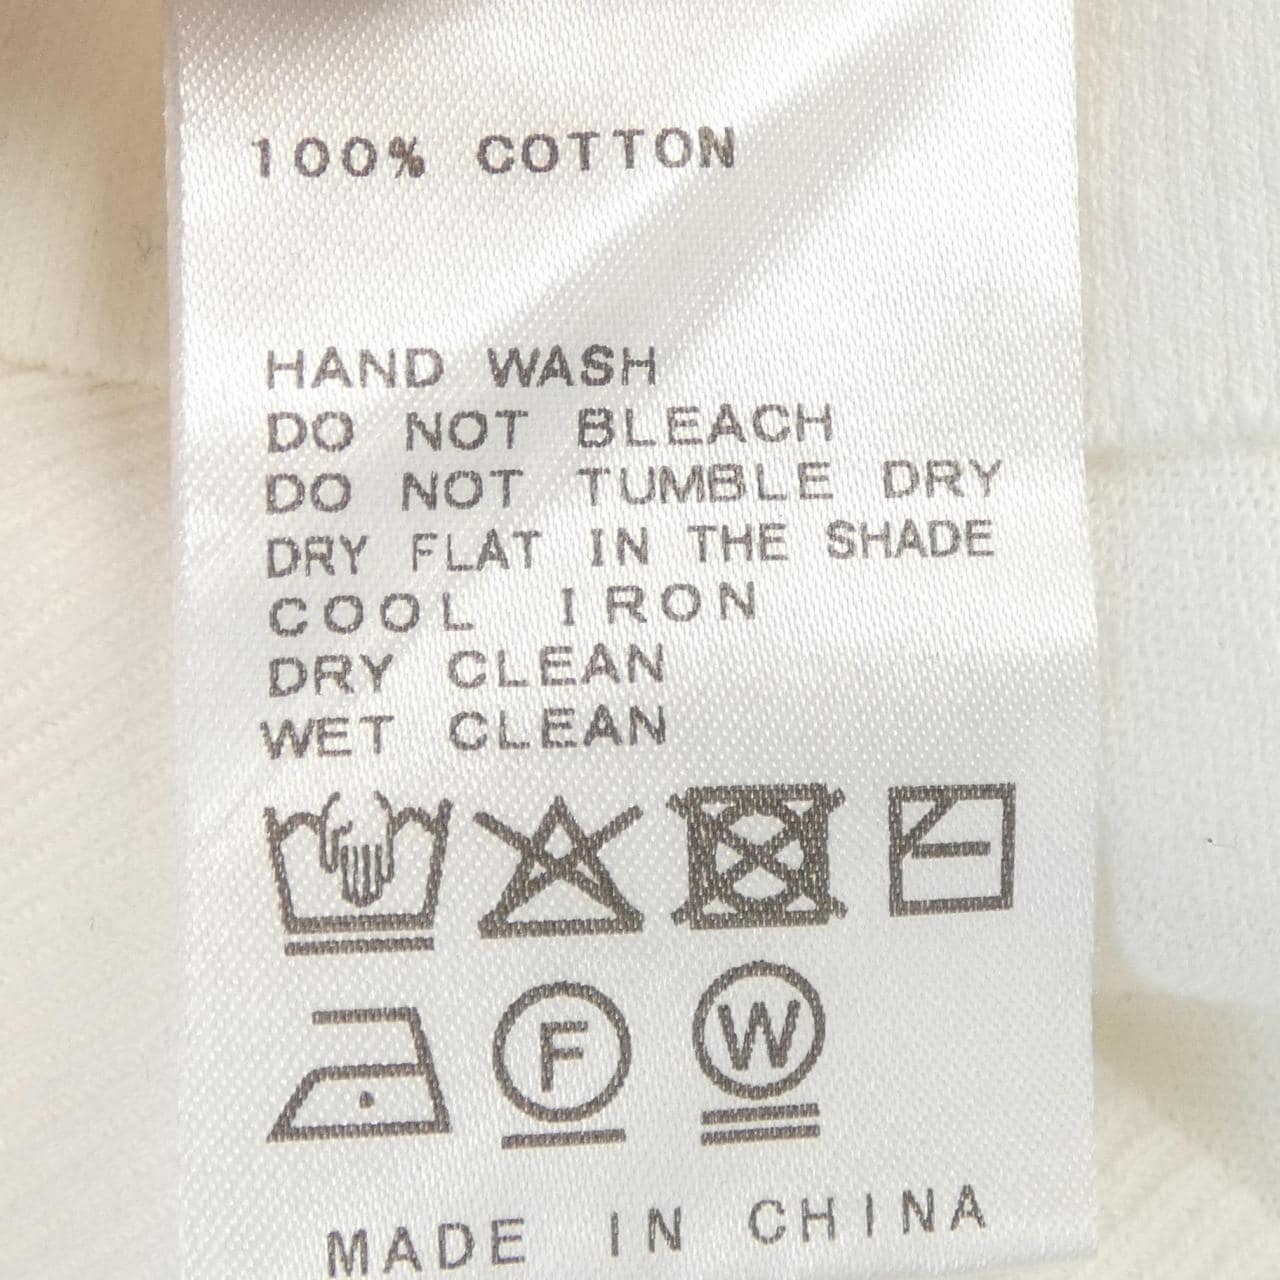 100% COTTON
HAND WASH
DO NOT BLEACH
DO NOT TUMBLE DRY
DRY FLAT IN THE SHADE
COOL IRON
DRY CLEAN
WET CLEAN
F W
MADE IN CHINA